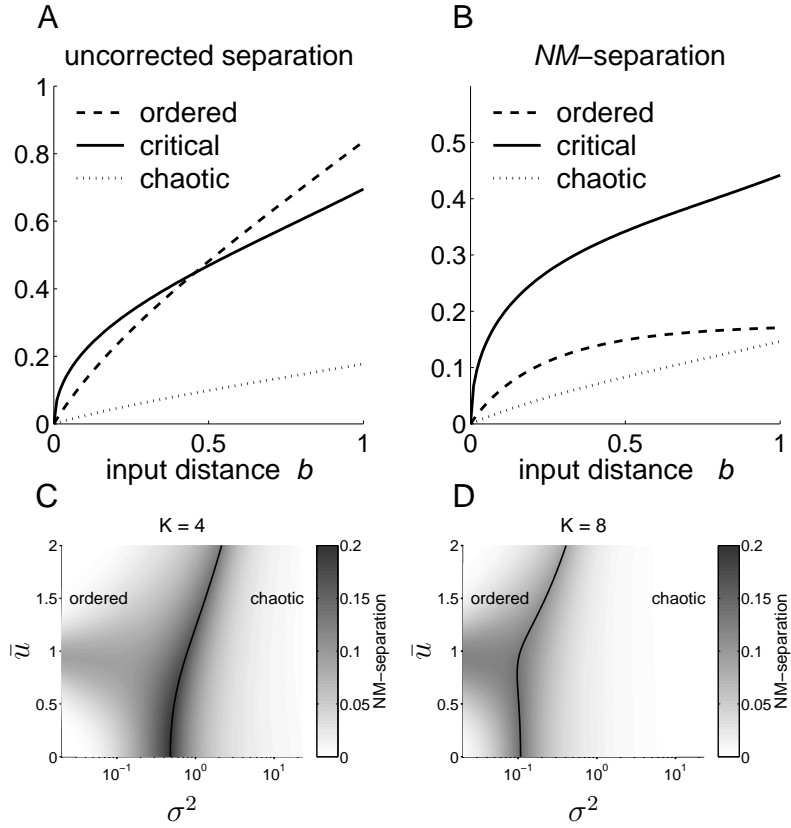 A
uncorrected separation
1
0.8
0.6
0.4
0.2
0
ordered
critical
chaotic
0
0.5
1
input distance b
B
NM−separation
0.5
0.4
0.3
0.2
0.1
0
ordered
critical
chaotic
0
0.5
1
input distance b
C
K = 4
2
1.5
1
0.5
0
ū
ordered
chaotic
10⁻¹
10⁰
10¹
σ²
0.2
0.15
0.1
0.05
0
NM−separation
D
K = 8
2
1.5
1
0.5
0
ū
ordered
chaotic
10⁻¹
10⁰
10¹
σ²
0.2
0.15
0.1
0.05
0
NM−separation